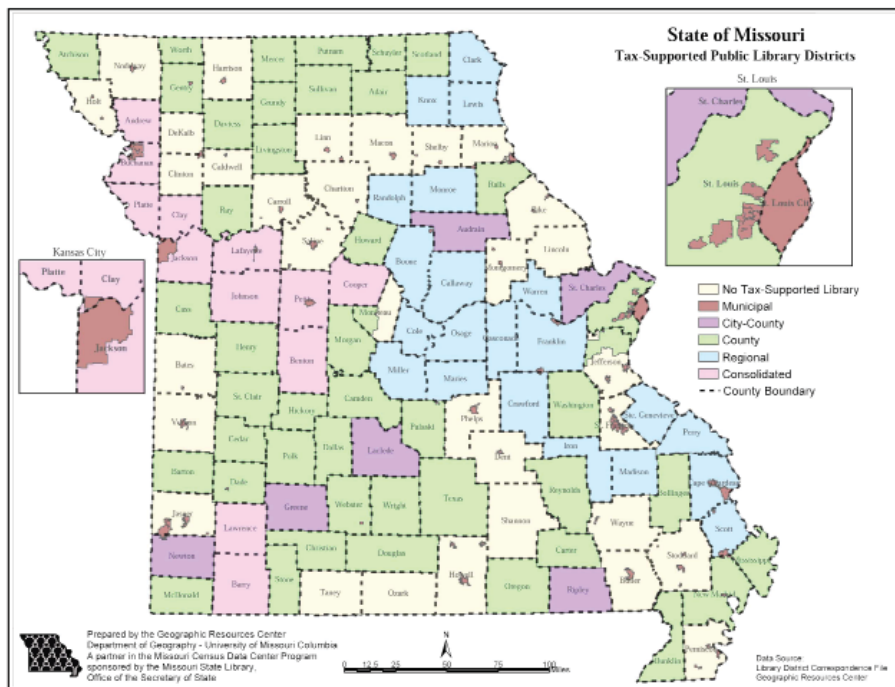 State of Missouri
Tax-Supported Public Library Districts
St. Louis
St. Charles
St. Louis
St. Louis City
Kansas City
Platte
Clay
Jackson
No Tax-Supported Library
Municipal
City-County
County
Regional
Consolidated
County Boundary
Atchison
Nodaway
Worth
Harrison
Mercer
Putnam
Schuyler
Scotland
Clark
Holt
Gentry
Grundy
Sullivan
Adair
Knox
Lewis
Andrew
DeKalb
Daviess
Livingston
Linn
Macon
Shelby
Marion
Buchanan
Clinton
Caldwell
Carroll
Chariton
Randolph
Monroe
Ralls
Pike
Platte
Clay
Ray
Saline
Howard
Audrain
Lincoln
Jackson
Lafayette
Cooper
Boone
Callaway
Montgomery
Warren
St. Charles
Cass
Johnson
Moniteau
Cole
Osage
Franklin
Jefferson
Bates
Henry
Benton
Morgan
Miller
Maries
Crawford
Washington
Ste. Genevieve
Perry
St. Clair
Camden
Hickory
Pulaski
Phelps
Dent
Iron
Madison
Cedar
Polk
Dallas
Laclede
Barton
Dade
Greene
Webster
Wright
Texas
Reynolds
Bollinger
Scott
Lawrence
Shannon
Wayne
Newton
Christian
Douglas
Carter
Stoddard
McDonald
Barry
Stone
Taney
Ozark
Howell
Oregon
Ripley
Butler
New Madrid
Dunklin
Prepared by the Geographic Resources Center
Department of Geography - University of Missouri Columbia
A partner in the Missouri Census Data Center Program
sponsored by the Missouri State Library,
Office of the Secretary of State
N
0 12.5 25 50 75 100
Miles
Data Source:
Library District Correspondence File
Geographic Resources Center